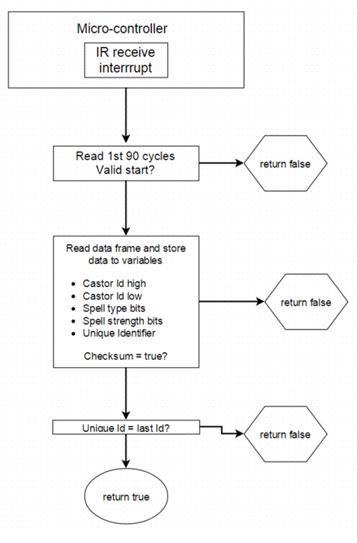 Micro-controller
IR receive
interrrupt
Read 1st 90 cycles
Valid start?
return false
Read data frame and store
data to variables
Castor Id high
Castor Id low
Spell type bits
Spell strength bits
Unique Identifier
Checksum = true?
return false
Unique Id = last Id?
return false
return true